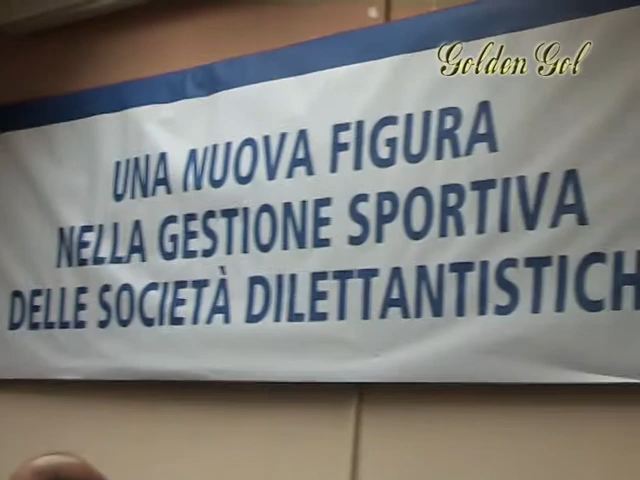 Golden Gol
UNA NUOVA FIGURA
NELLA GESTIONE SPORTIVA
DELLE SOCIETÀ DILETTANTISTICH